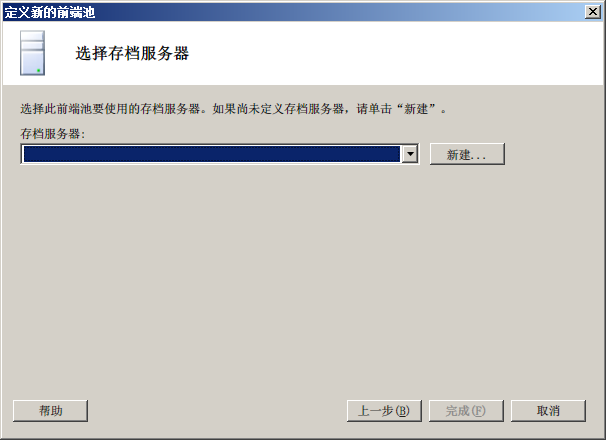 定义新的前端池
选择存档服务器
选择此前端池要使用的存档服务器。如果尚未定义存档服务器，请单击“新建”。
存档服务器:
新建...
帮助
上一步(B)
完成(F)
取消